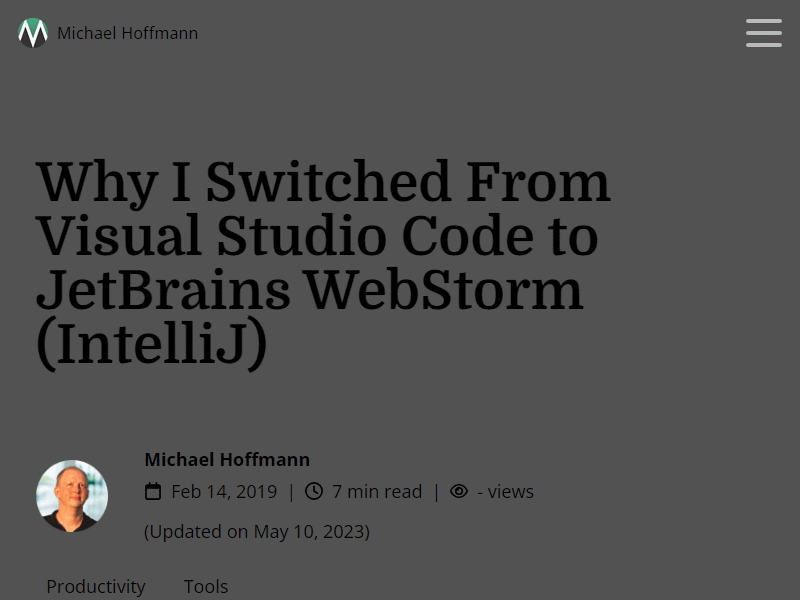 Michael Hoffmann
Why I Switched From
Visual Studio Code to
JetBrains WebStorm
(IntelliJ)
Michael Hoffmann
Feb 14, 2019 | 7 min read | - views
(Updated on May 10, 2023)
Productivity Tools